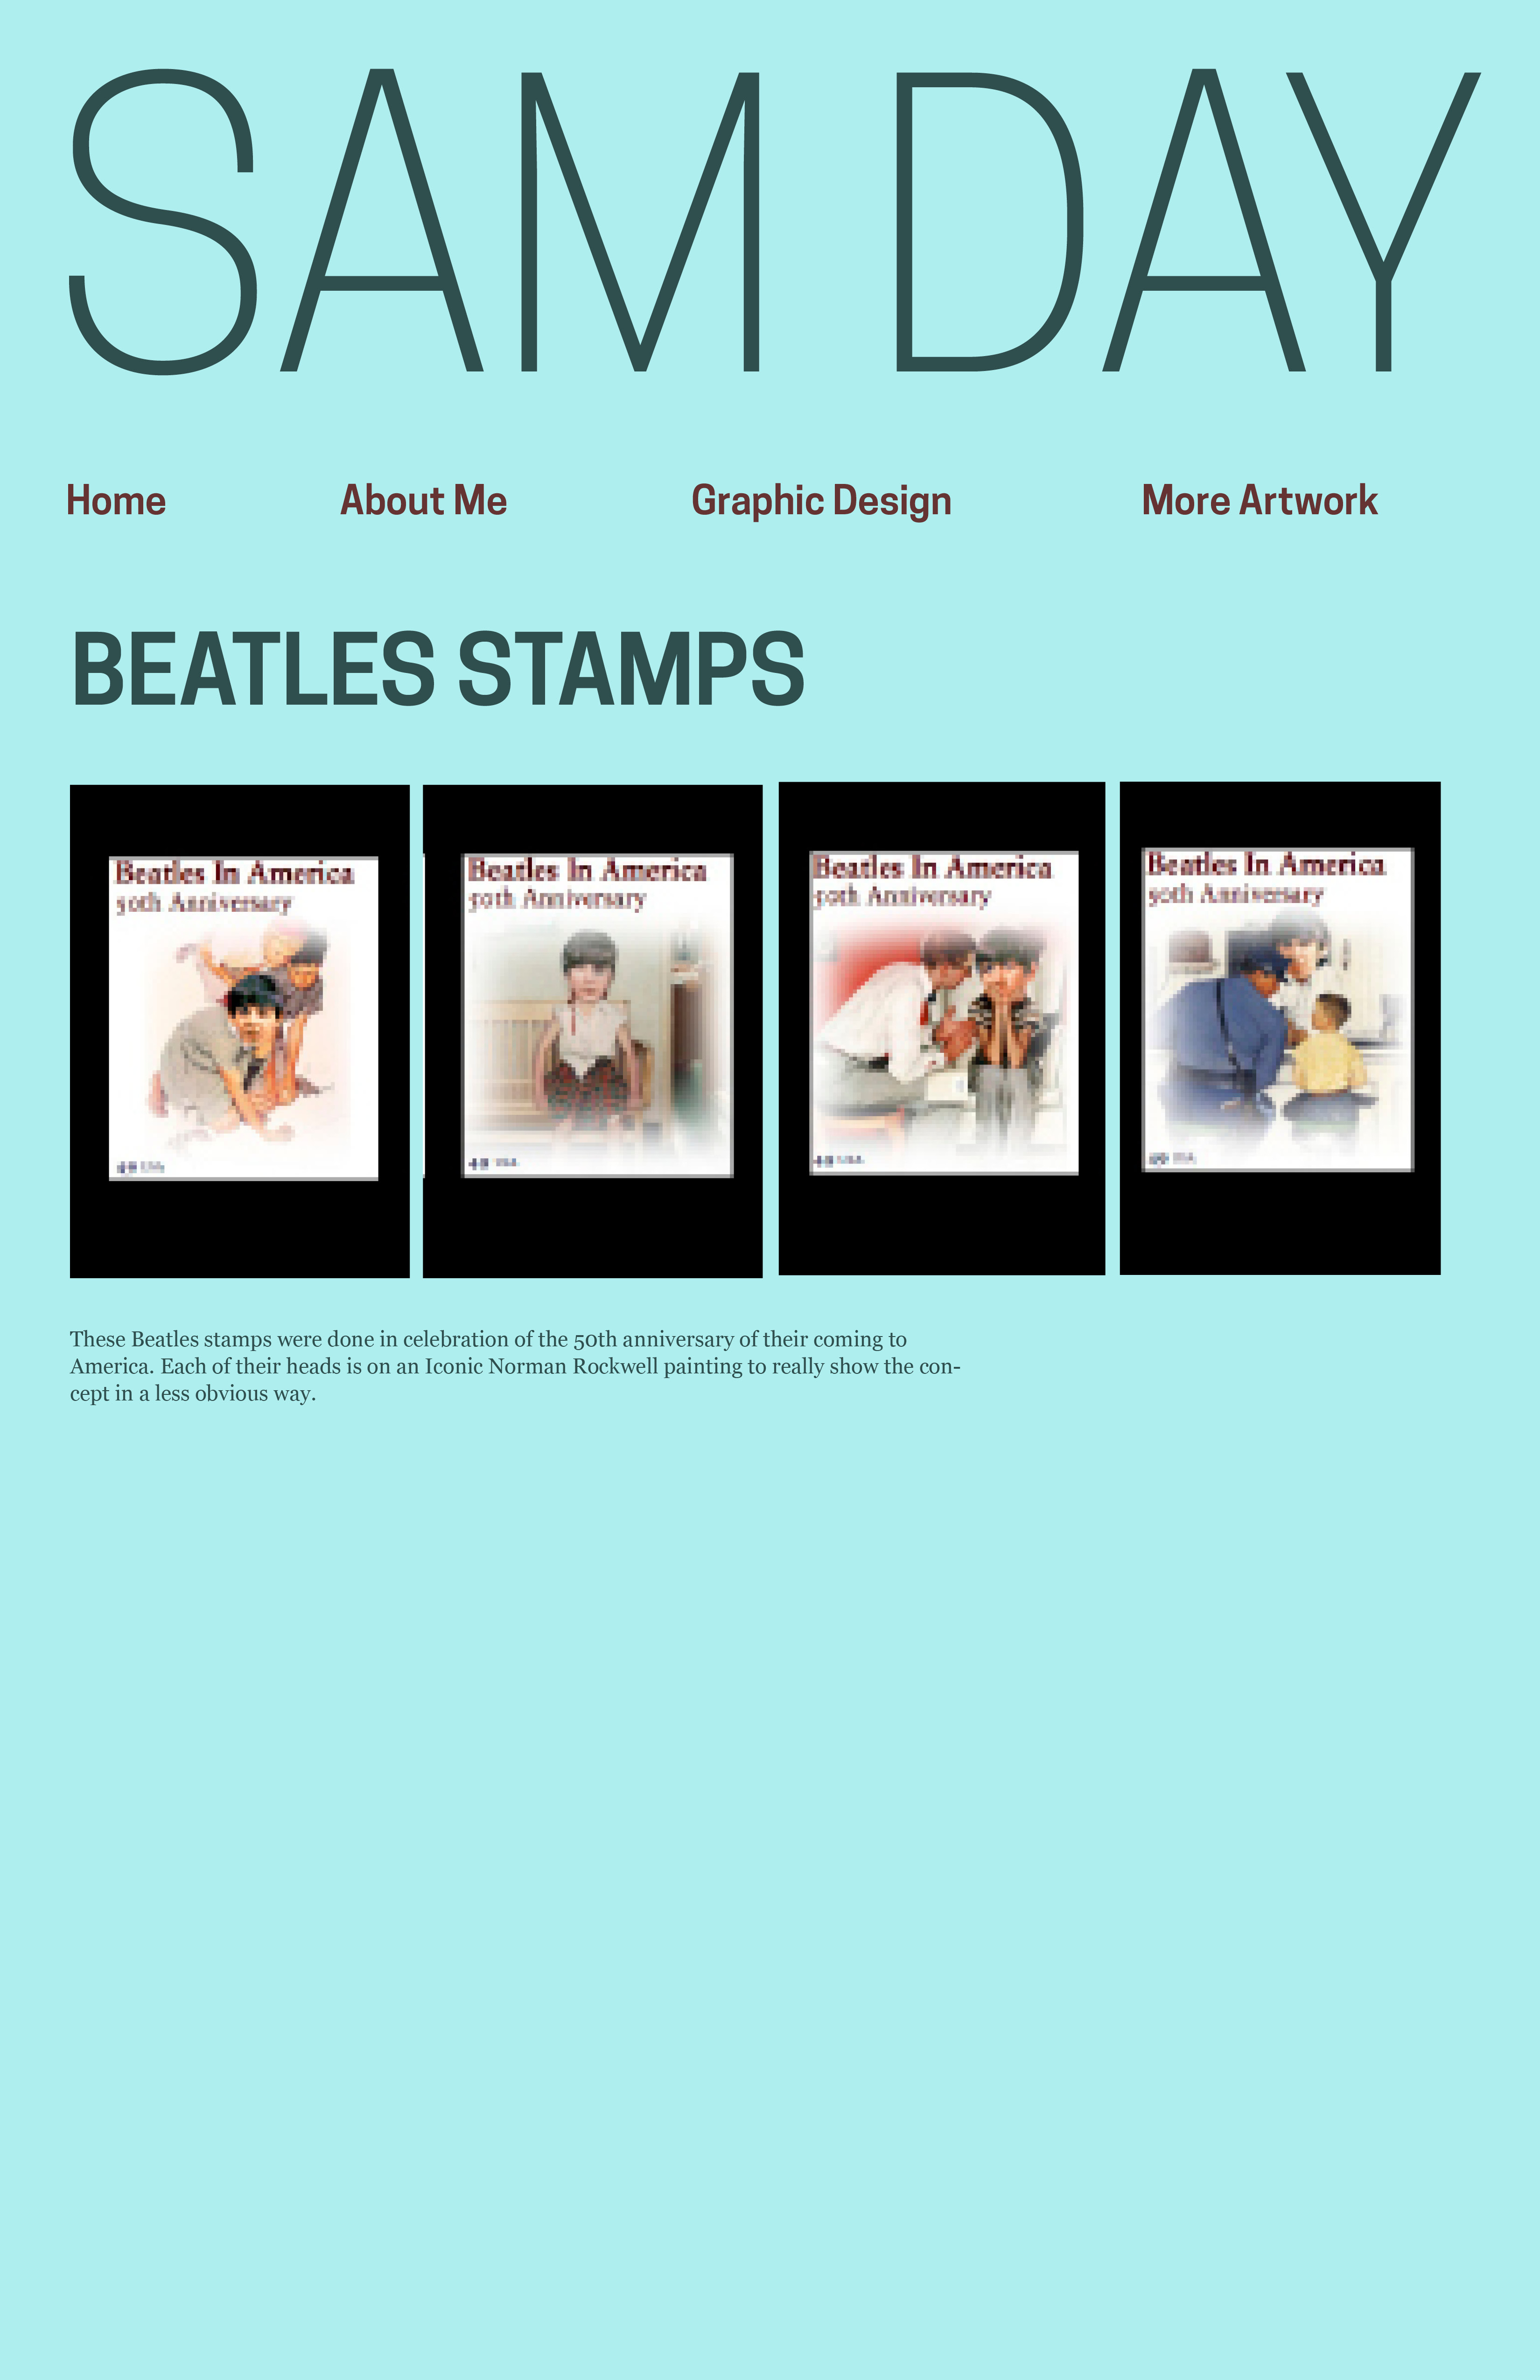 SAM DAY
Home About Me Graphic Design More Artwork
BEATLES STAMPS
Beatles In America
50th Anniversary
Beatles In America
50th Anniversary
Beatles In America
50th Anniversary
Beatles In America
50th Anniversary
49 USA
49 USA
49 USA
49 USA
These Beatles stamps were done in celebration of the 50th anniversary of their coming to
America. Each of their heads is on an Iconic Norman Rockwell painting to really show the con-
cept in a less obvious way.